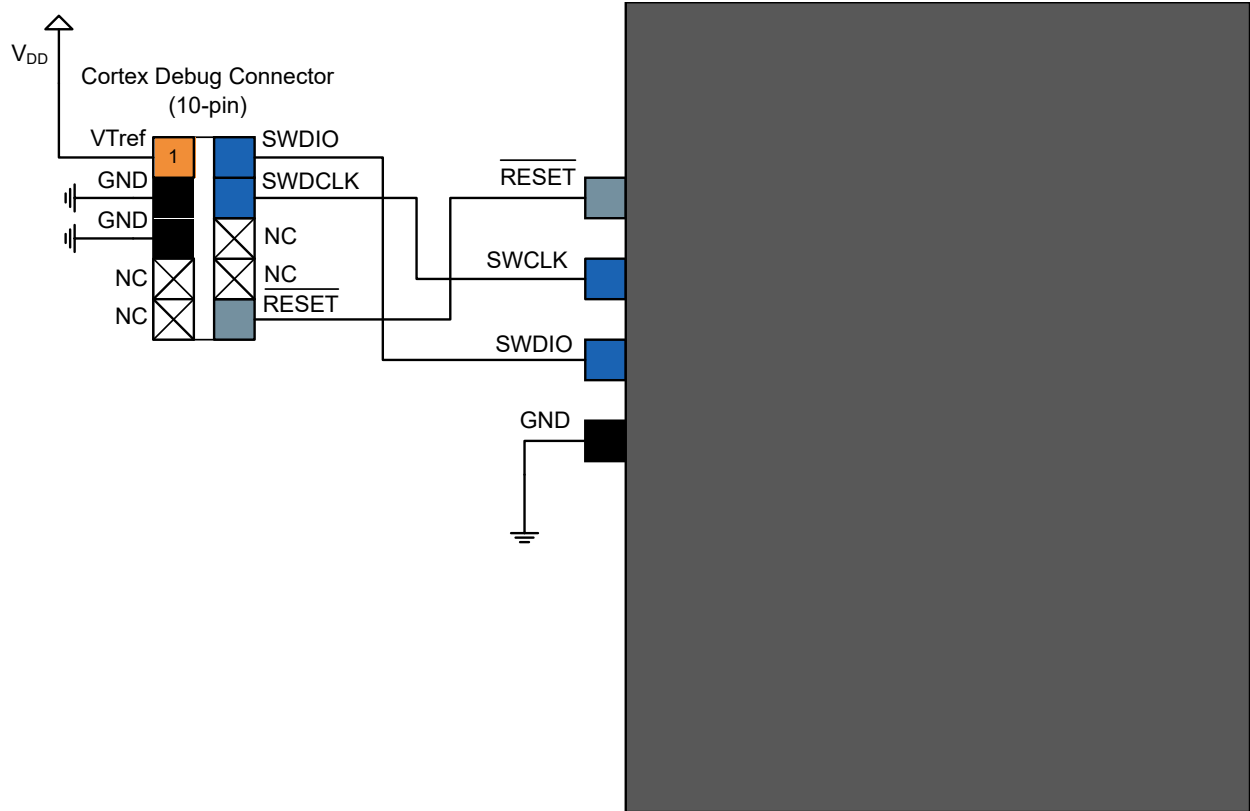 V_DD
Cortex Debug Connector
(10-pin)
VTref
1
SWDIO
GND
SWDCLK
GND
NC
NC
NC
NC
RESET
RESET
SWCLK
SWDIO
GND